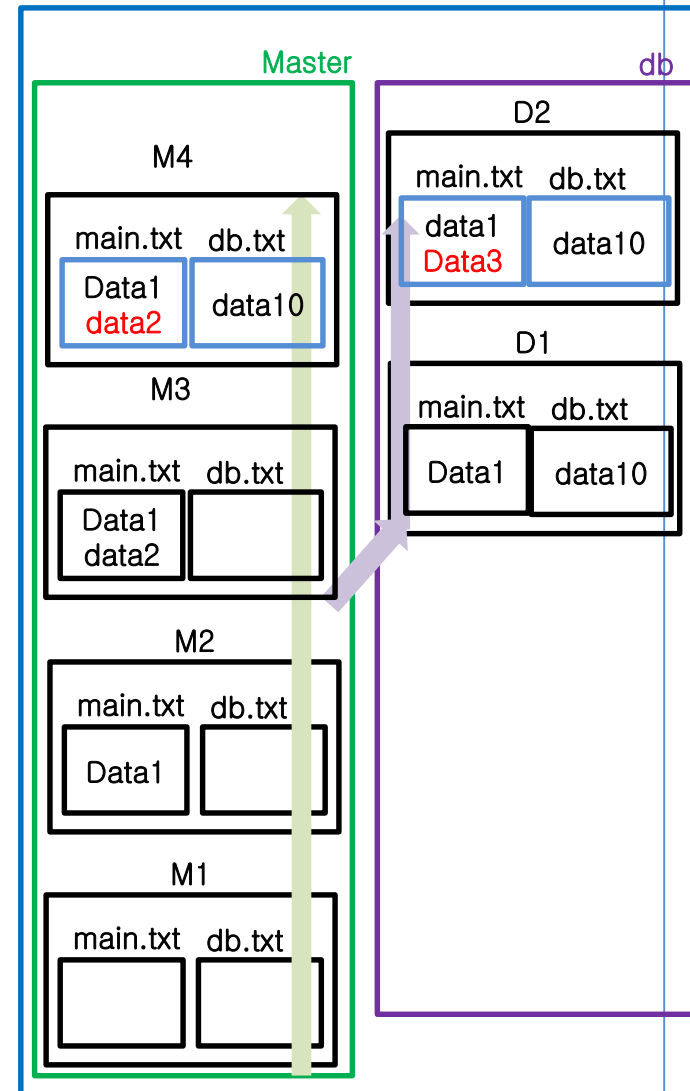 Master
M4
main.txt db.txt
Data1
data2
data10
M3
main.txt db.txt
Data1
data2
M2
main.txt db.txt
Data1
M1
main.txt db.txt
db
D2
main.txt db.txt
data1
Data3
data10
D1
main.txt db.txt
Data1
data10